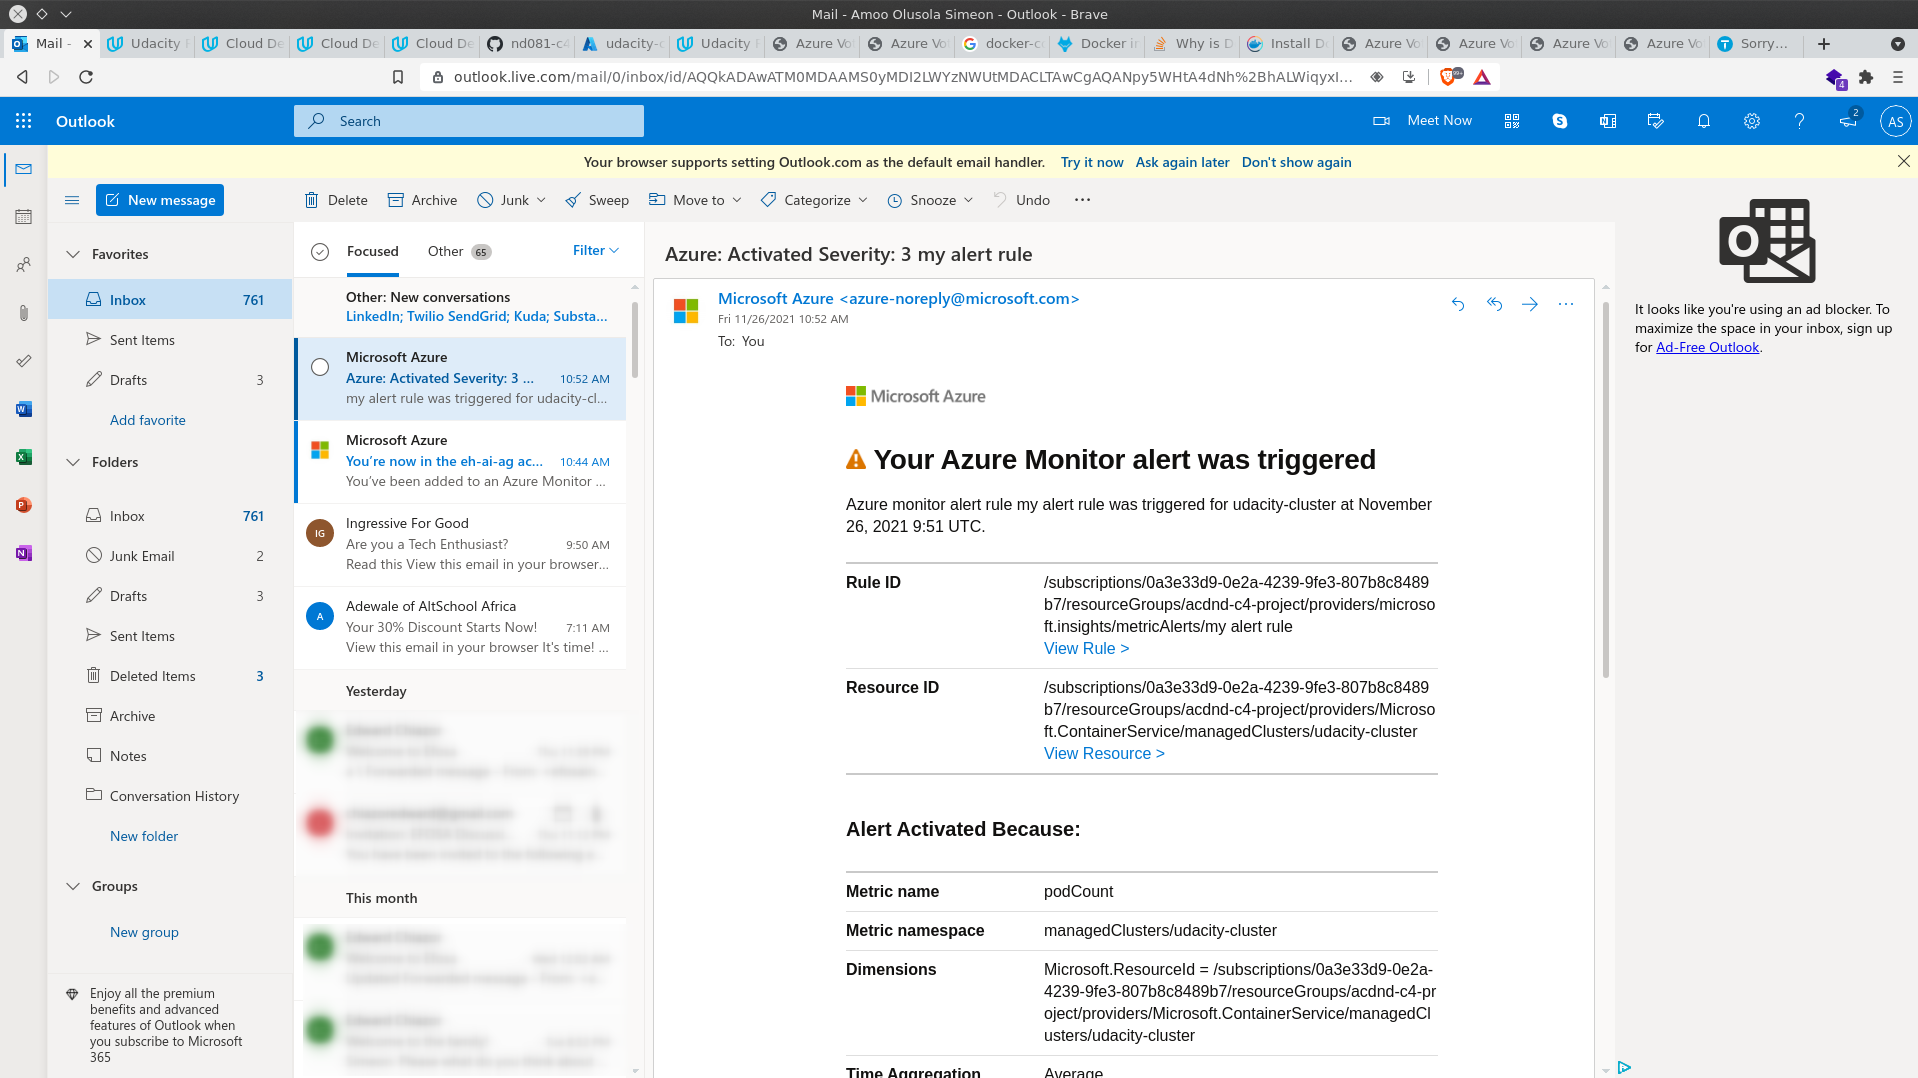 Mail - Amoo Olusola Simeon - Outlook - Brave
Mail -
Udacity
Cloud De
Cloud De
Cloud De
nd081-c4
udacity-c
Udacity
Azure Vo
Azure Vo
docker-co
Docker in
Why is D
Install D
Azure Vo
Azure Vo
Azure Vo
Azure Vo
Sorry…
outlook.live.com/mail/0/inbox/id/AQQkADAwATM0MDAAMS0yMDI2LWYzNWUtMDACLTAwCgAQANpy5WHtA4dNh%2BhALWiqyxI…
99+
4
Outlook
Search
Meet Now
2
AS
Your browser supports setting Outlook.com as the default email handler. Try it now Ask again later Don't show again
New message
Delete
Archive
Junk
Sweep
Move to
Categorize
Snooze
Undo
Favorites
Inbox 761
Sent Items
Drafts 3
Add favorite
Folders
Inbox 761
Junk Email 2
Drafts 3
Sent Items
Deleted Items 3
Archive
Notes
Conversation History
New folder
Groups
New group
Enjoy all the premium
benefits and advanced
features of Outlook when
you subscribe to Microsoft
365
Focused
Other 65
Filter
Other: New conversations
LinkedIn; Twilio SendGrid; Kuda; Substa...
Microsoft Azure
Azure: Activated Severity: 3 ... 10:52 AM
my alert rule was triggered for udacity-cl...
Microsoft Azure
You’re now in the eh-ai-ag ac... 10:44 AM
You’ve been added to an Azure Monitor ...
IG
Ingressive For Good
Are you a Tech Enthusiast? 9:50 AM
Read this View this email in your browser...
A
Adewale of AltSchool Africa
Your 30% Discount Starts Now! 7:11 AM
View this email in your browser It's time! ...
Yesterday
This month
Azure: Activated Severity: 3 my alert rule
Microsoft Azure <azure-noreply@microsoft.com>
Fri 11/26/2021 10:52 AM
To: You
Microsoft Azure
Your Azure Monitor alert was triggered
Azure monitor alert rule my alert rule was triggered for udacity-cluster at November
26, 2021 9:51 UTC.
Rule ID
/subscriptions/0a3e33d9-0e2a-4239-9fe3-807b8c8489
b7/resourceGroups/acdnd-c4-project/providers/microso
ft.insights/metricAlerts/my alert rule
View Rule >
Resource ID
/subscriptions/0a3e33d9-0e2a-4239-9fe3-807b8c8489
b7/resourceGroups/acdnd-c4-project/providers/Microso
ft.ContainerService/managedClusters/udacity-cluster
View Resource >
Alert Activated Because:
Metric name podCount
Metric namespace managedClusters/udacity-cluster
Dimensions
Microsoft.ResourceId = /subscriptions/0a3e33d9-0e2a-
4239-9fe3-807b8c8489b7/resourceGroups/acdnd-c4-pr
oject/providers/Microsoft.ContainerService/managedCl
usters/udacity-cluster
Time Aggregation Average
It looks like you're using an ad blocker. To
maximize the space in your inbox, sign up
for Ad-Free Outlook.